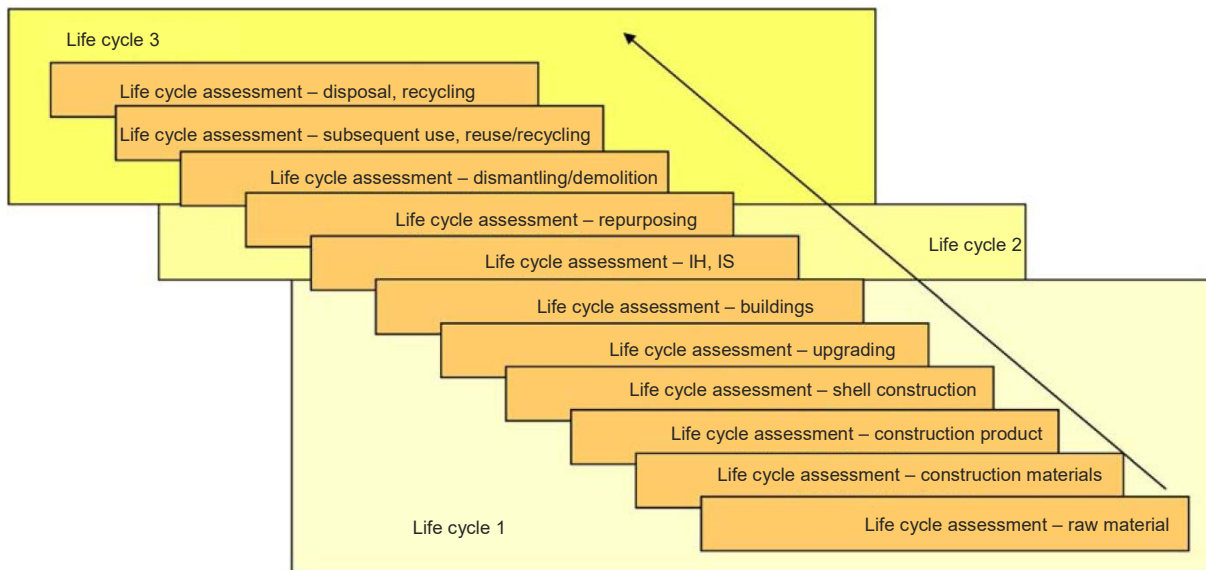 Life cycle 3
Life cycle assessment – disposal, recycling
Life cycle assessment – subsequent use, reuse/recycling
Life cycle assessment – dismantling/demolition
Life cycle assessment – repurposing
Life cycle 2
Life cycle assessment – IH, IS
Life cycle assessment – buildings
Life cycle assessment – upgrading
Life cycle assessment – shell construction
Life cycle assessment – construction product
Life cycle assessment – construction materials
Life cycle 1
Life cycle assessment – raw material